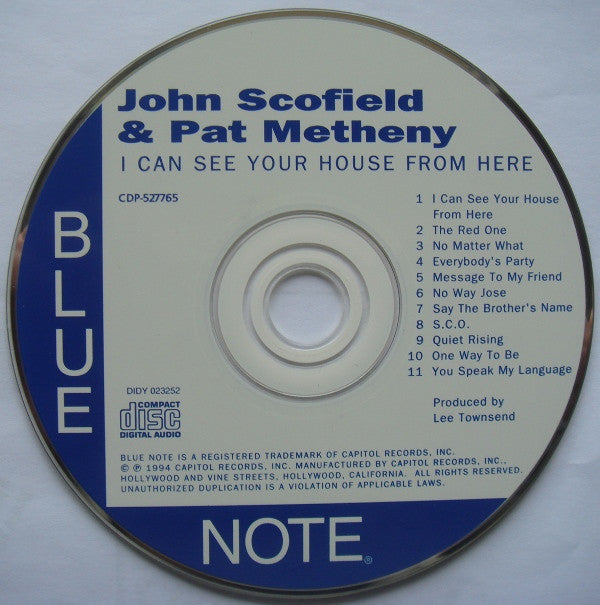 John Scofield
& Pat Metheny
I CAN SEE YOUR HOUSE FROM HERE
CDP-527765
1 I Can See Your House
From Here
2 The Red One
3 No Matter What
4 Everybody's Party
5 Message To My Friend
6 No Way Jose
7 Say The Brother's Name
8 S.C.O.
9 Quiet Rising
10 One Way To Be
11 You Speak My Language
Produced by
Lee Townsend
DIDY 023252
COMPACT
disc
DIGITAL AUDIO
BLUE NOTE IS A REGISTERED TRADEMARK OF CAPITOL RECORDS, INC.
© ℗ 1994 CAPITOL RECORDS, INC. MANUFACTURED BY CAPITOL RECORDS, INC.,
HOLLYWOOD AND VINE STREETS, HOLLYWOOD, CALIFORNIA. ALL RIGHTS RESERVED.
UNAUTHORIZED DUPLICATION IS A VIOLATION OF APPLICABLE LAWS.
BLUE
NOTE®